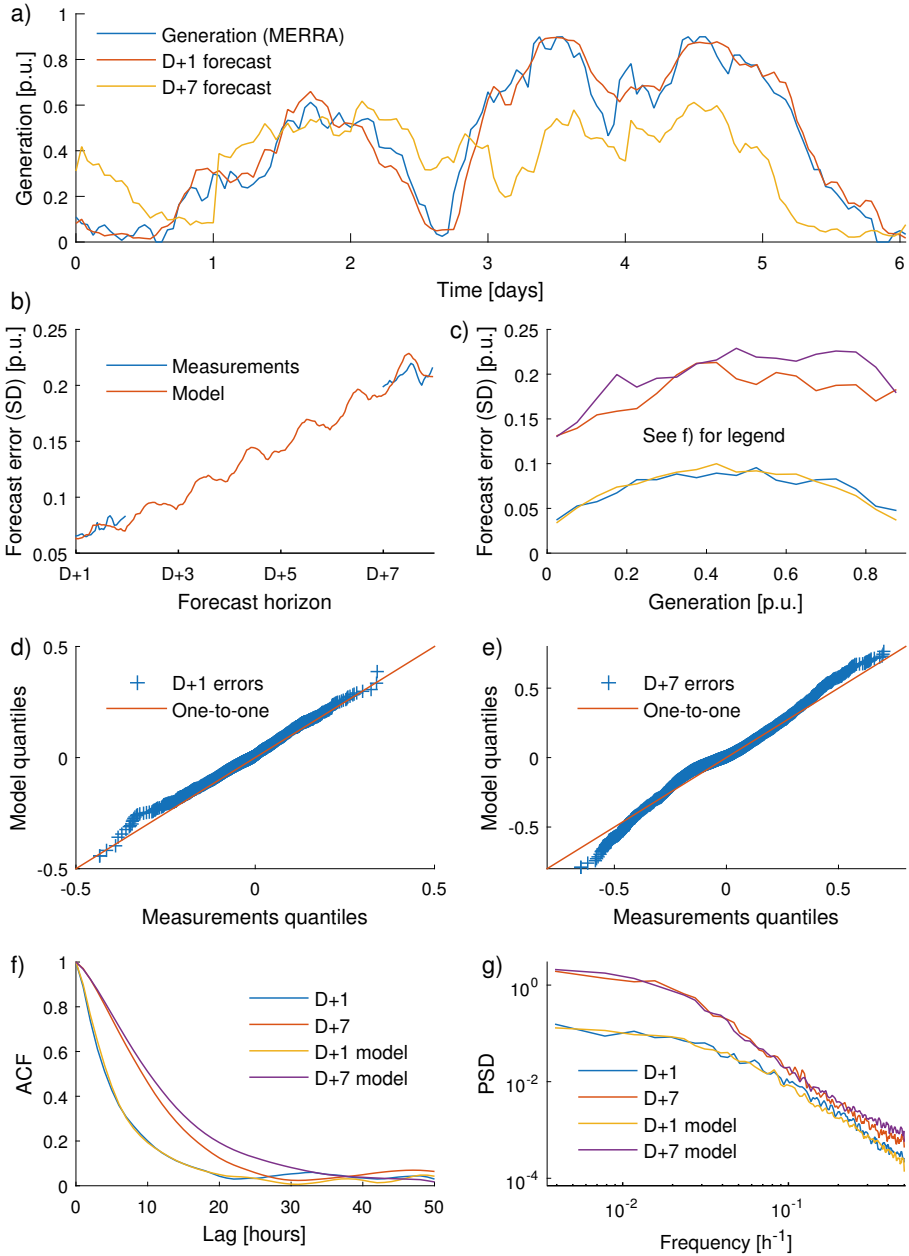 a)
Generation [p.u.]
1
0.8
0.6
0.4
0.2
0
Generation (MERRA)
D+1 forecast
D+7 forecast
0 1 2 3 4 5 6
Time [days]
b)
Forecast error (SD) [p.u.]
0.25
0.2
0.15
0.1
0.05
Measurements
Model
D+1 D+3 D+5 D+7
Forecast horizon
c)
Forecast error (SD) [p.u.]
0.25
0.2
0.15
0.1
0.05
0
See f) for legend
0 0.2 0.4 0.6 0.8
Generation [p.u.]
d)
Model quantiles
0.5
0
-0.5
D+1 errors
One-to-one
-0.5 0 0.5
Measurements quantiles
e)
Model quantiles
0.5
0
-0.5
D+7 errors
One-to-one
-0.5 0 0.5
Measurements quantiles
f)
ACF
1
0.8
0.6
0.4
0.2
0
D+1
D+7
D+1 model
D+7 model
0 10 20 30 40 50
Lag [hours]
g)
PSD
10^0
10^-2
10^-4
D+1
D+7
D+1 model
D+7 model
10^-2 10^-1
Frequency [h^-1]